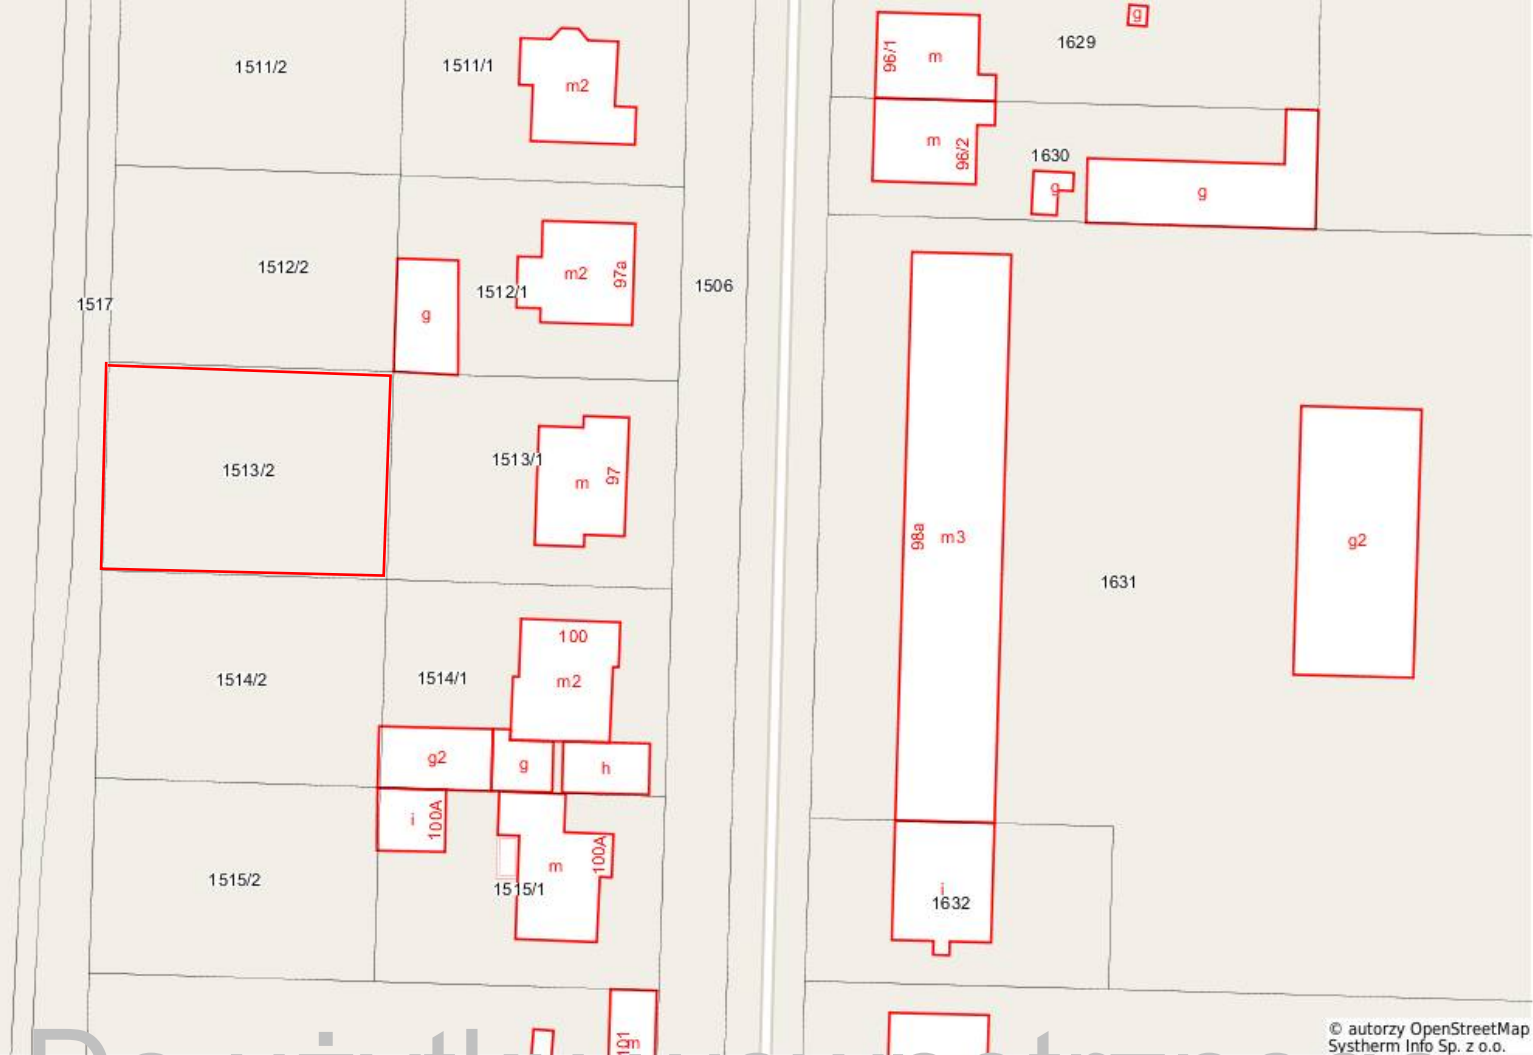 g
1629
1511/2
1511/1
m2
96/1
m
m
96/2
1630
g
g
1512/2
g
1512/1
m2
97a
1506
1517
1513/2
1513/1
m
97
98a
m3
g2
1631
100
1514/2
1514/1
m2
g2
g
h
i
100A
1515/2
m
100A
1515/1
i
1632
101
m
© autorzy OpenStreetMap
Systherm Info Sp. z o.o.